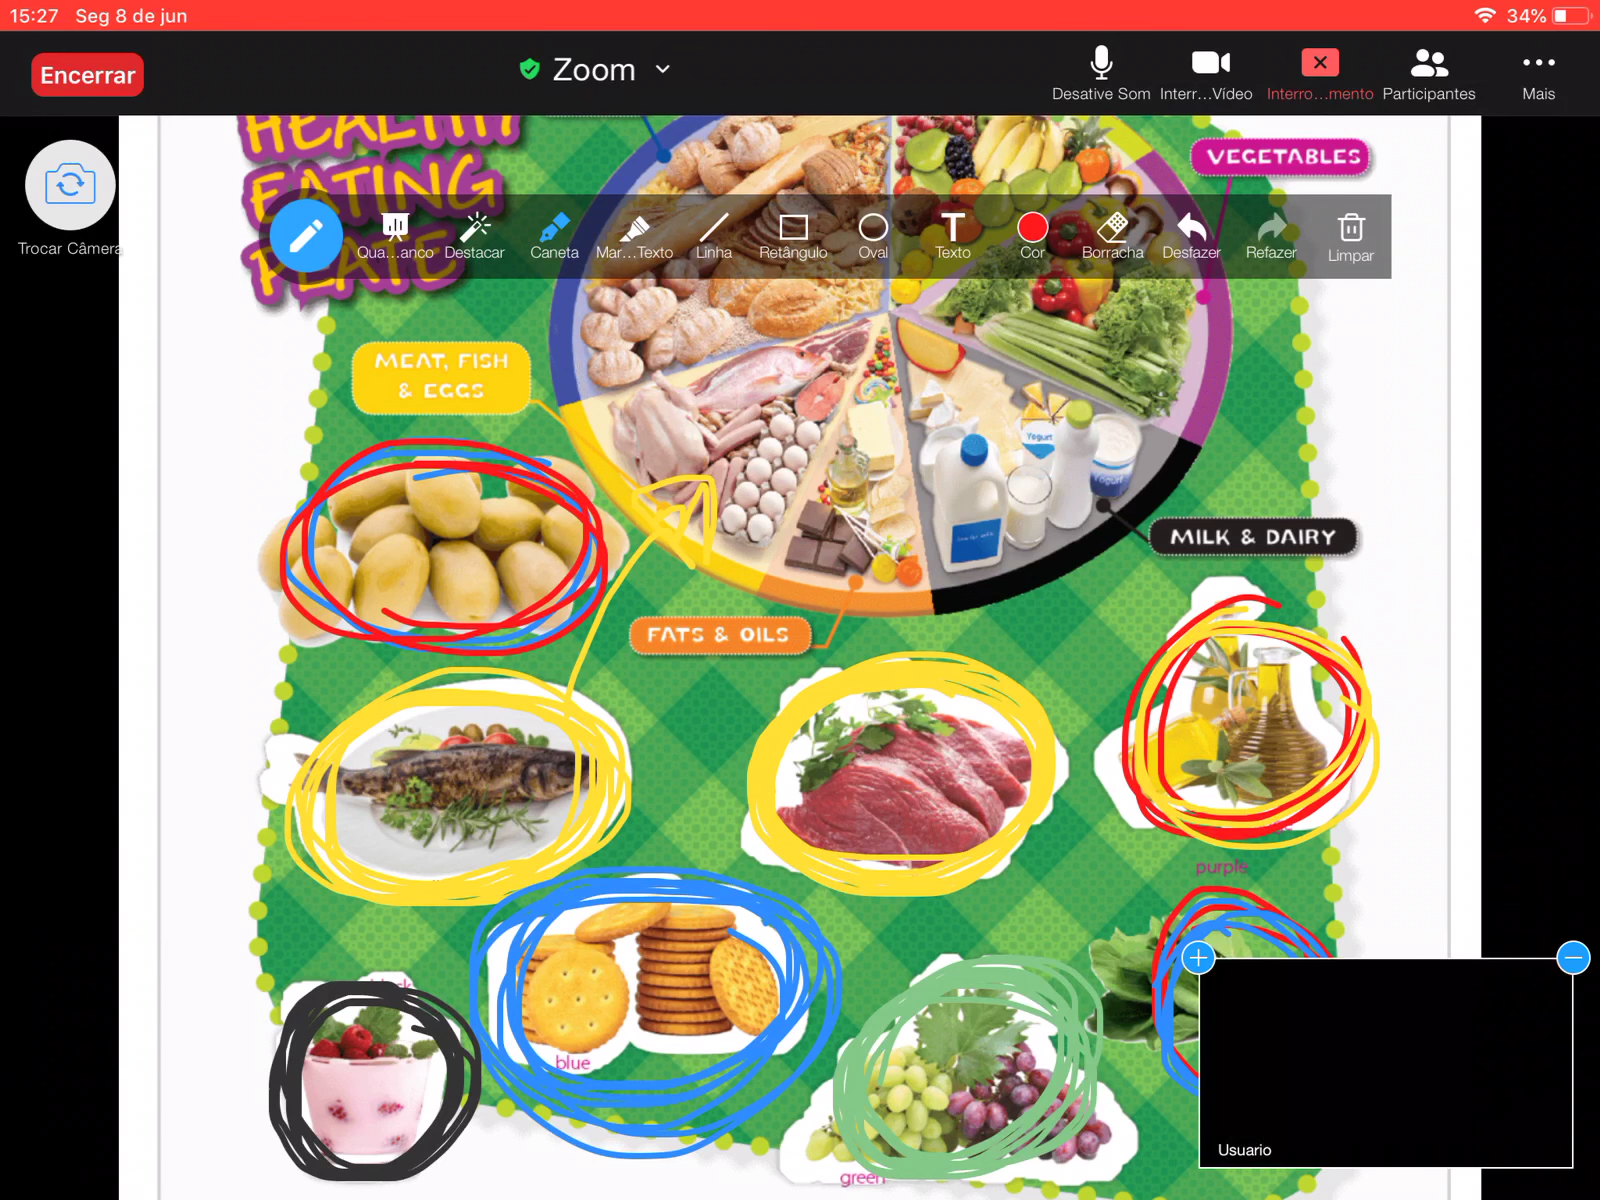 15:27 Seg 8 de jun
34%
Encerrar
Zoom
Desative Som
Interr...Vídeo
Interro...mento
Participantes
Mais
Trocar Câmera
HEALTHY
EATING
PLATE
VEGETABLES
Qua...anco
Destacar
Caneta
Mar...Texto
Linha
Retângulo
Oval
Texto
Cor
Borracha
Desfazer
Refazer
Limpar
MEAT, FISH
& EGGS
Yogurt
Yogurt
MILK & DAIRY
FATS & OILS
purple
blue
green
Usuario